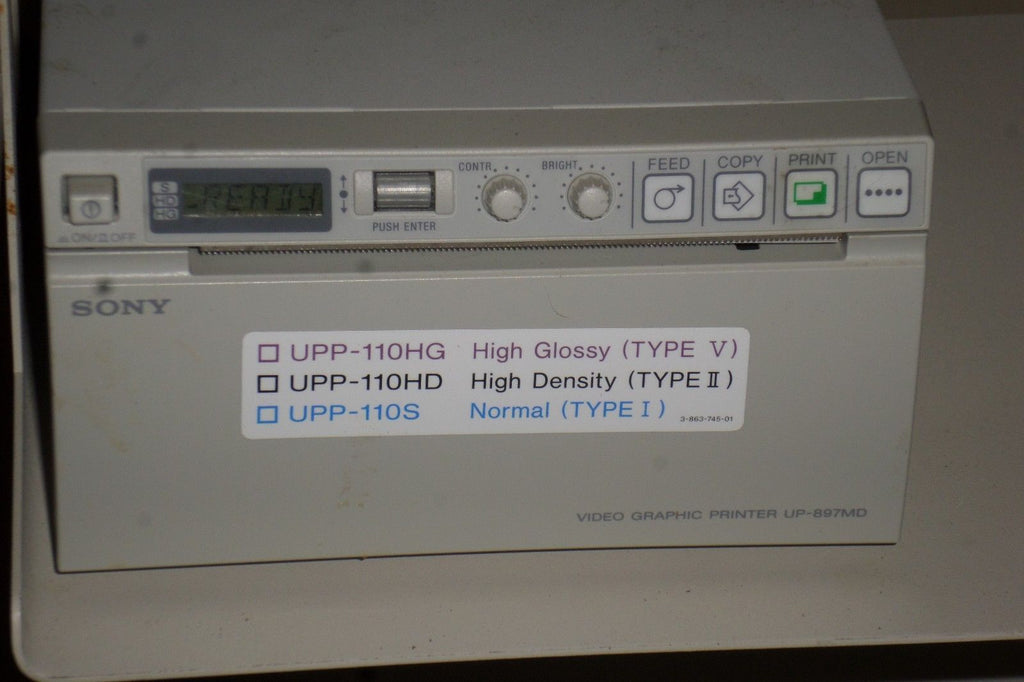 FEED COPY PRINT OPEN
CONTR BRIGHT
S
HD
HG
READY
PUSH ENTER
ON/OFF
SONY
UPP-110HG High Glossy (TYPE V)
UPP-110HD High Density (TYPE II)
UPP-110S Normal (TYPE I)
3-863-745-01
VIDEO GRAPHIC PRINTER UP-897MD